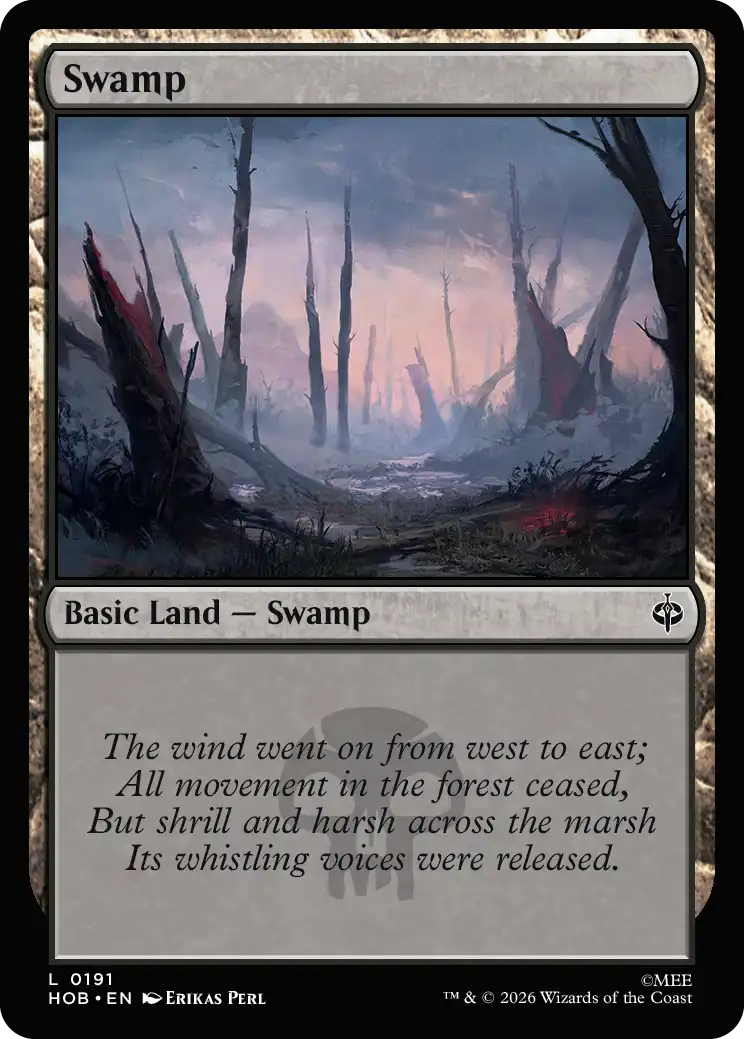 Swamp
Basic Land — Swamp
The wind went on from west to east;
All movement in the forest ceased,
But shrill and harsh across the marsh
Its whistling voices were released.
L 0191
HOB • EN Erikas Perl
©MEE
™ & © 2026 Wizards of the Coast